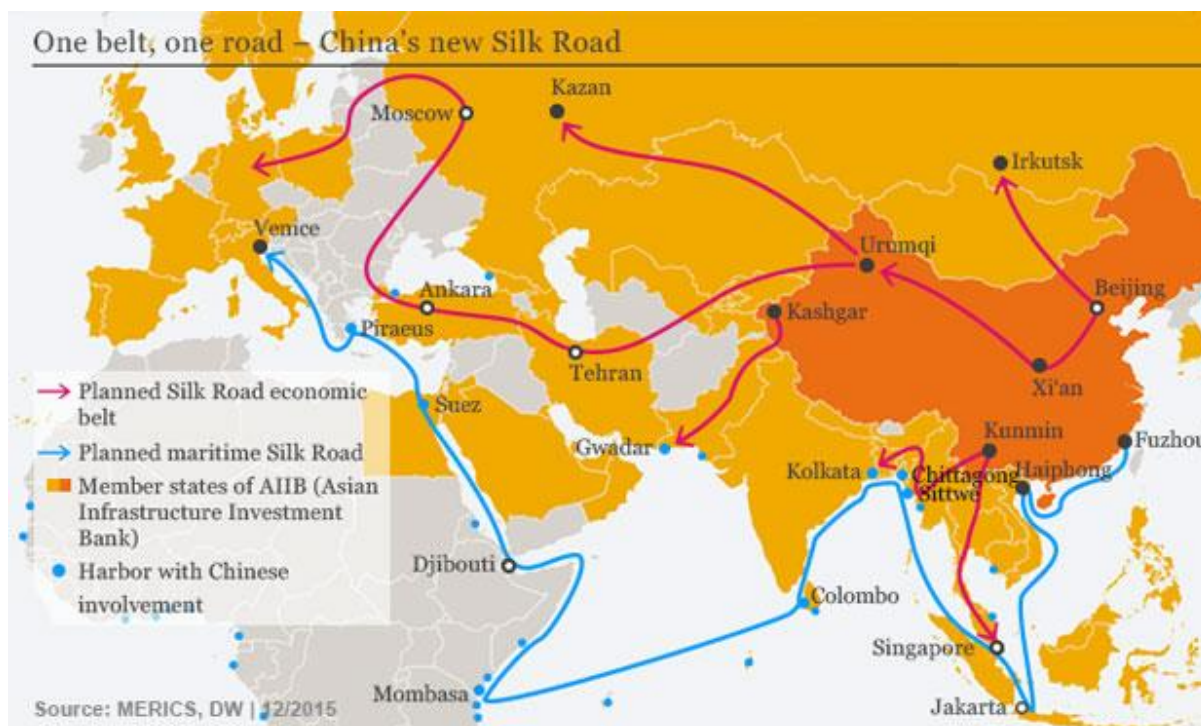 One belt, one road – China's new Silk Road
Kazan
Moscow
Irkutsk
Venice
Urumqi
Ankara
Beijing
Kashgar
Piraeus
Tehran
Xi'an
Planned Silk Road economic
belt
Suez
Gwadar
Kunmin
Fuzhou
Planned maritime Silk Road
Kolkata
Chittagong
Haiphong
Sittwe
Member states of AIIB (Asian
Infrastructure Investment
Bank)
Djibouti
Harbor with Chinese
involvement
Colombo
Singapore
Mombasa
Jakarta
Source: MERICS, DW | 12/2015